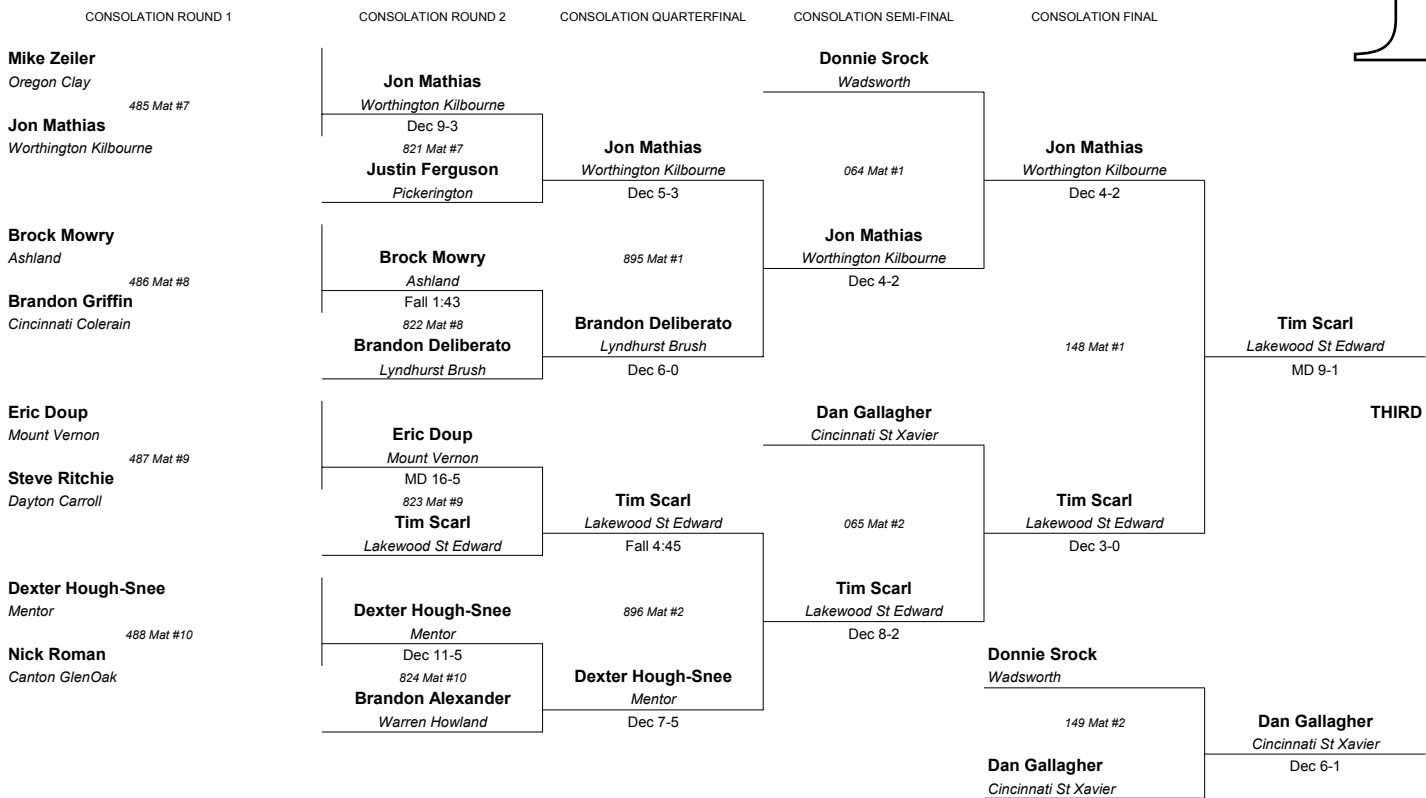 CONSOLATION ROUND 1
CONSOLATION ROUND 2
CONSOLATION QUARTERFINAL
CONSOLATION SEMI-FINAL
CONSOLATION FINAL
Mike Zeiler
Oregon Clay
485 Mat #7
Jon Mathias
Worthington Kilbourne
Brock Mowry
Ashland
486 Mat #8
Brandon Griffin
Cincinnati Colerain
Eric Doup
Mount Vernon
487 Mat #9
Steve Ritchie
Dayton Carroll
Dexter Hough-Snee
Mentor
488 Mat #10
Nick Roman
Canton GlenOak
Jon Mathias
Worthington Kilbourne
Dec 9-3
821 Mat #7
Justin Ferguson
Pickerington
Brock Mowry
Ashland
Fall 1:43
822 Mat #8
Brandon Deliberato
Lyndhurst Brush
Eric Doup
Mount Vernon
MD 16-5
823 Mat #9
Tim Scarl
Lakewood St Edward
Dexter Hough-Snee
Mentor
Dec 11-5
824 Mat #10
Brandon Alexander
Warren Howland
Jon Mathias
Worthington Kilbourne
Dec 5-3
895 Mat #1
Brandon Deliberato
Lyndhurst Brush
Dec 6-0
Tim Scarl
Lakewood St Edward
Fall 4:45
896 Mat #2
Dexter Hough-Snee
Mentor
Dec 7-5
Donnie Srock
Wadsworth
064 Mat #1
Jon Mathias
Worthington Kilbourne
Dec 4-2
Dan Gallagher
Cincinnati St Xavier
065 Mat #2
Tim Scarl
Lakewood St Edward
Dec 8-2
Jon Mathias
Worthington Kilbourne
Dec 4-2
148 Mat #1
Tim Scarl
Lakewood St Edward
Dec 3-0
Donnie Srock
Wadsworth
149 Mat #2
Dan Gallagher
Cincinnati St Xavier
Tim Scarl
Lakewood St Edward
MD 9-1
THIRD
Dan Gallagher
Cincinnati St Xavier
Dec 6-1